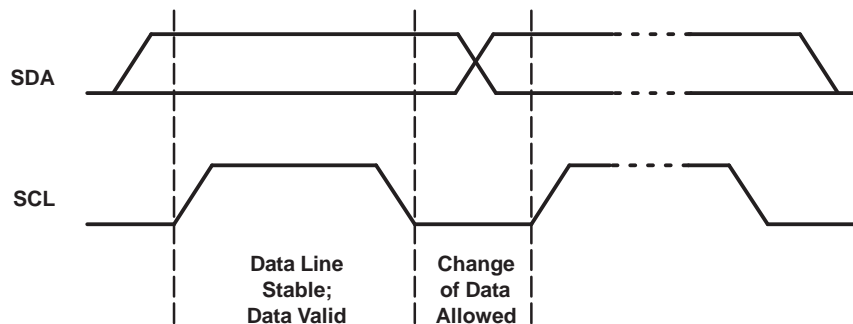 SDA
SCL
Data Line
Stable;
Data Valid
Change
of Data
Allowed